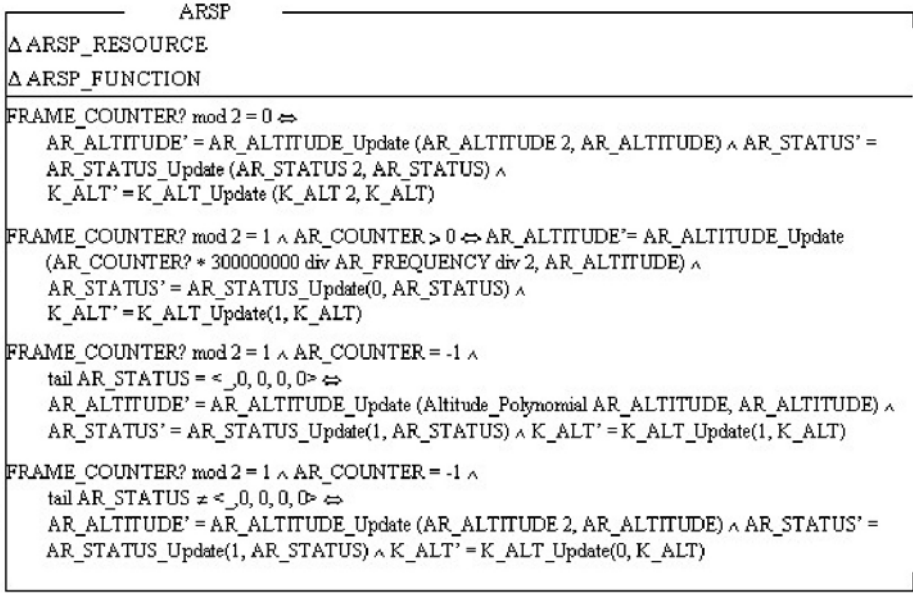 ARSP
Δ ARSP_RESOURCE
Δ ARSP_FUNCTION
FRAME_COUNTER? mod 2 = 0 ⇔
AR_ALTITUDE’ = AR_ALTITUDE_Update (AR_ALTITUDE 2, AR_ALTITUDE) ∧ AR_STATUS’ =
AR_STATUS_Update (AR_STATUS 2, AR_STATUS) ∧
K_ALT’ = K_ALT_Update (K_ALT 2, K_ALT)
FRAME_COUNTER? mod 2 = 1 ∧ AR_COUNTER > 0 ⇔ AR_ALTITUDE’= AR_ALTITUDE_Update
(AR_COUNTER? * 300000000 div AR_FREQUENCY div 2, AR_ALTITUDE) ∧
AR_STATUS’ = AR_STATUS_Update(0, AR_STATUS) ∧
K_ALT’ = K_ALT_Update(1, K_ALT)
FRAME_COUNTER? mod 2 = 1 ∧ AR_COUNTER = -1 ∧
tail AR_STATUS = <_,0, 0, 0, 0> ⇔
AR_ALTITUDE’ = AR_ALTITUDE_Update (Altitude_Polynomial AR_ALTITUDE, AR_ALTITUDE) ∧
AR_STATUS’ = AR_STATUS_Update(1, AR_STATUS) ∧ K_ALT’ = K_ALT_Update(1, K_ALT)
FRAME_COUNTER? mod 2 = 1 ∧ AR_COUNTER = -1 ∧
tail AR_STATUS ≠ <_,0, 0, 0, 0> ⇔
AR_ALTITUDE’ = AR_ALTITUDE_Update (AR_ALTITUDE 2, AR_ALTITUDE) ∧ AR_STATUS’ =
AR_STATUS_Update(1, AR_STATUS) ∧ K_ALT’ = K_ALT_Update(0, K_ALT)